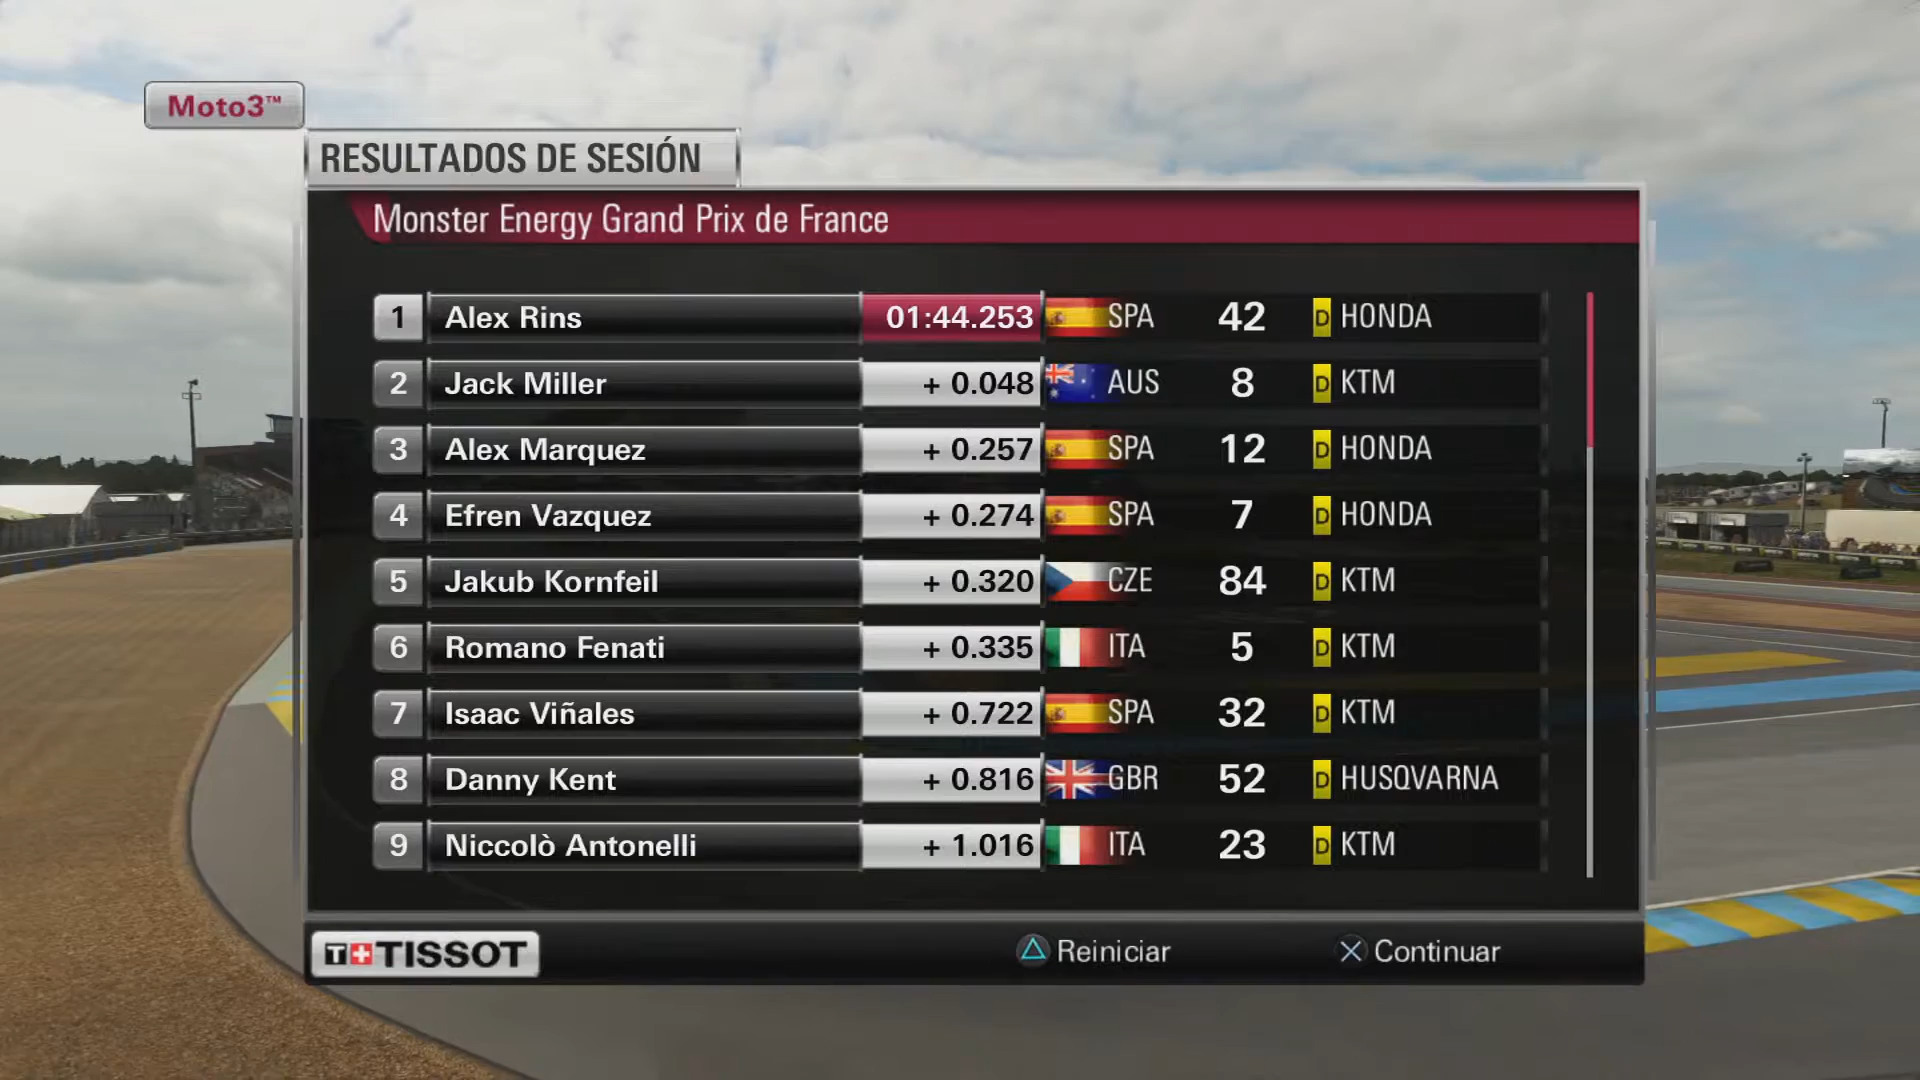 Moto3™
RESULTADOS DE SESIÓN
Monster Energy Grand Prix de France
1 Alex Rins 01:44.253 SPA 42 D HONDA
2 Jack Miller + 0.048 AUS 8 D KTM
3 Alex Marquez + 0.257 SPA 12 D HONDA
4 Efren Vazquez + 0.274 SPA 7 D HONDA
5 Jakub Kornfeil + 0.320 CZE 84 D KTM
6 Romano Fenati + 0.335 ITA 5 D KTM
7 Isaac Viñales + 0.722 SPA 32 D KTM
8 Danny Kent + 0.816 GBR 52 D HUSQVARNA
9 Niccolò Antonelli + 1.016 ITA 23 D KTM
T+TISSOT Reiniciar Continuar